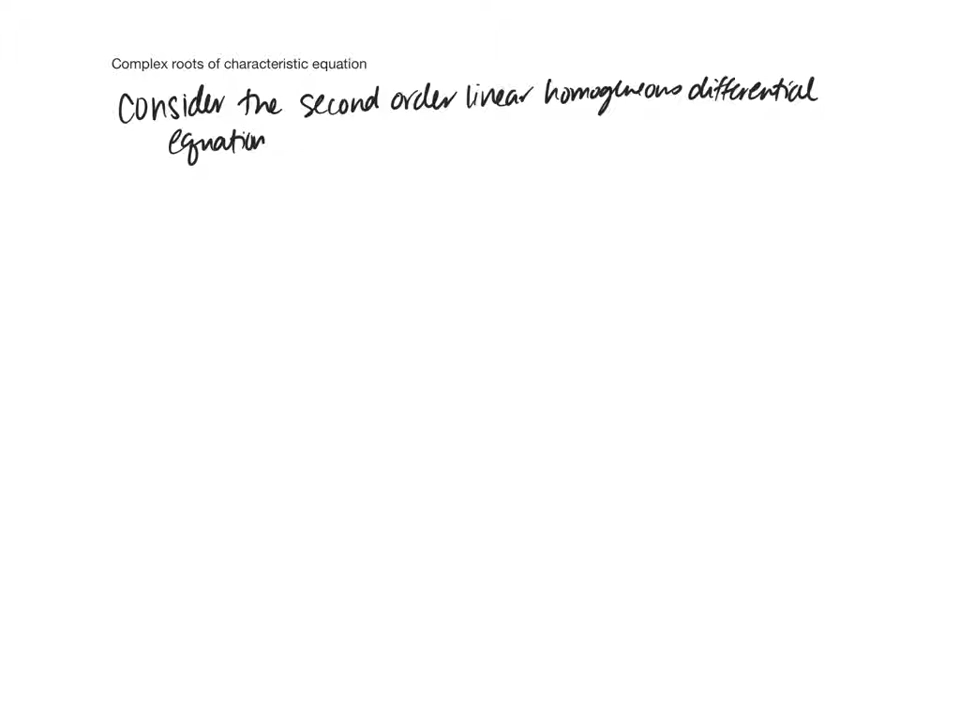 Complex roots of characteristic equation
Consider the second order linear homogeneous differential
equation